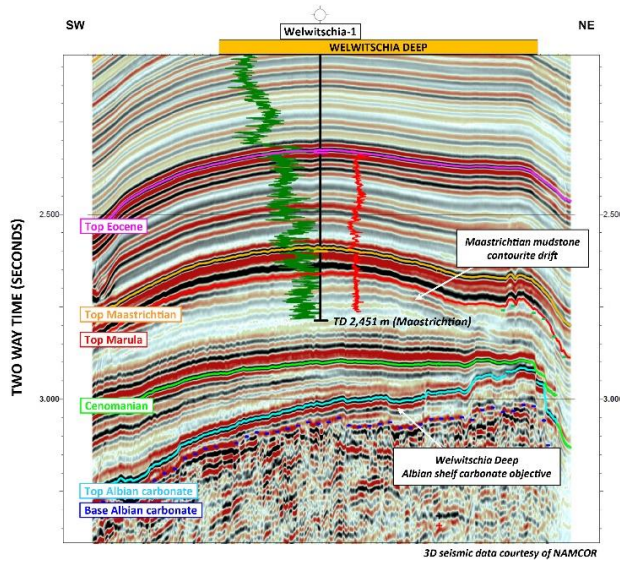 SW
Welwitschia-1
NE
WELWITSCHIA DEEP
TWO WAY TIME (SECONDS)
2.500
2.500
Top Eocene
Maastrichtian mudstone
contourite drift
Top Maastrichtian
TD 2,451 m (Maastrichtian)
Top Marula
3.000
3.000
Cenomanian
Welwitschia Deep
Albian shelf carbonate objective
Top Albian carbonate
Base Albian carbonate
3D seismic data courtesy of NAMCOR